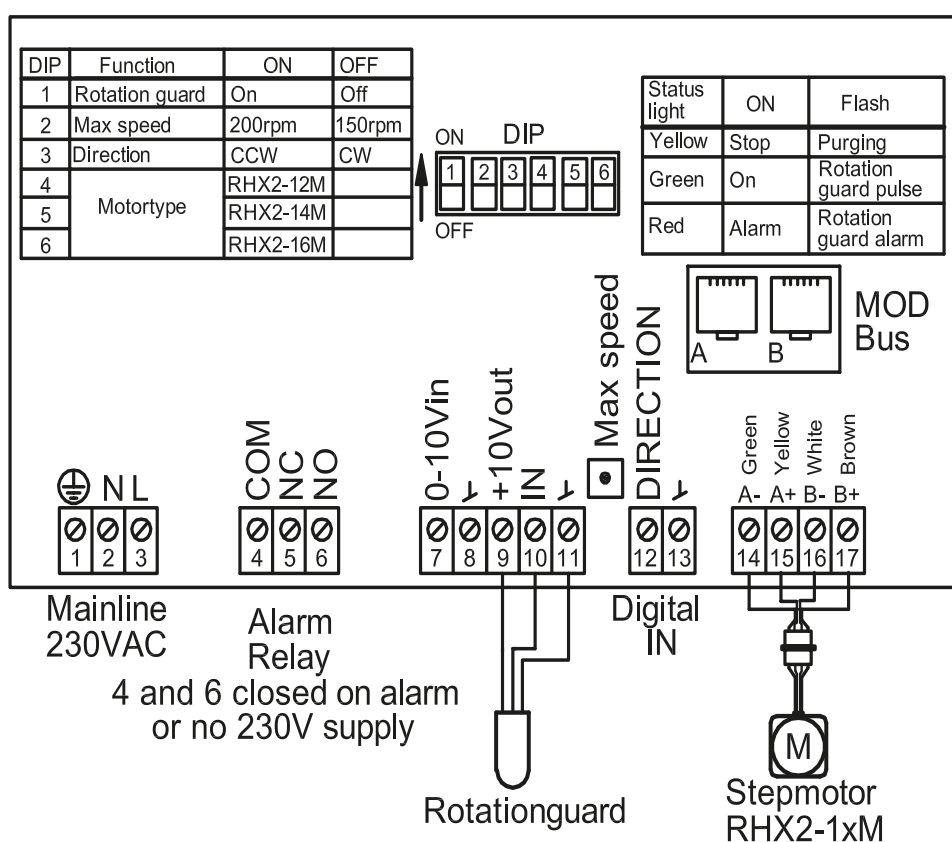 DIP Function ON OFF
1 Rotation guard On Off
2 Max speed 200rpm 150rpm
3 Direction CCW CW
4 RHX2-12M
5 Motortype RHX2-14M
6 RHX2-16M
ON DIP
1 2 3 4 5 6
OFF
Status light ON Flash
Yellow Stop Purging
Green On Rotation guard pulse
Red Alarm Rotation guard alarm
A B
MOD
Bus
N L
1 2 3
Mainline
230VAC
COM
NC
NO
4 5 6
Alarm
Relay
4 and 6 closed on alarm
or no 230V supply
0-10Vin
+10Vout
IN
7 8 9 10 11
Rotationguard
Max speed
DIRECTION
12 13
Digital
IN
Green
Yellow
White
Brown
A- A+ B- B+
14 15 16 17
M
Stepmotor
RHX2-1xM